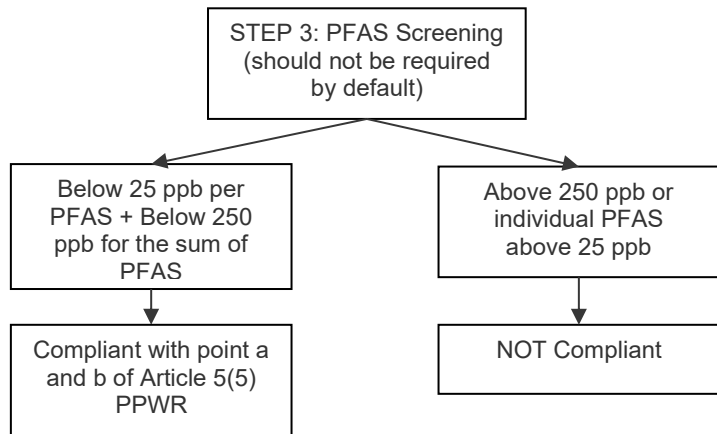 STEP 3: PFAS Screening
(should not be required
by default)
Below 25 ppb per
PFAS + Below 250
ppb for the sum of
PFAS
Above 250 ppb or
individual PFAS
above 25 ppb
Compliant with point a
and b of Article 5(5)
PPWR
NOT Compliant